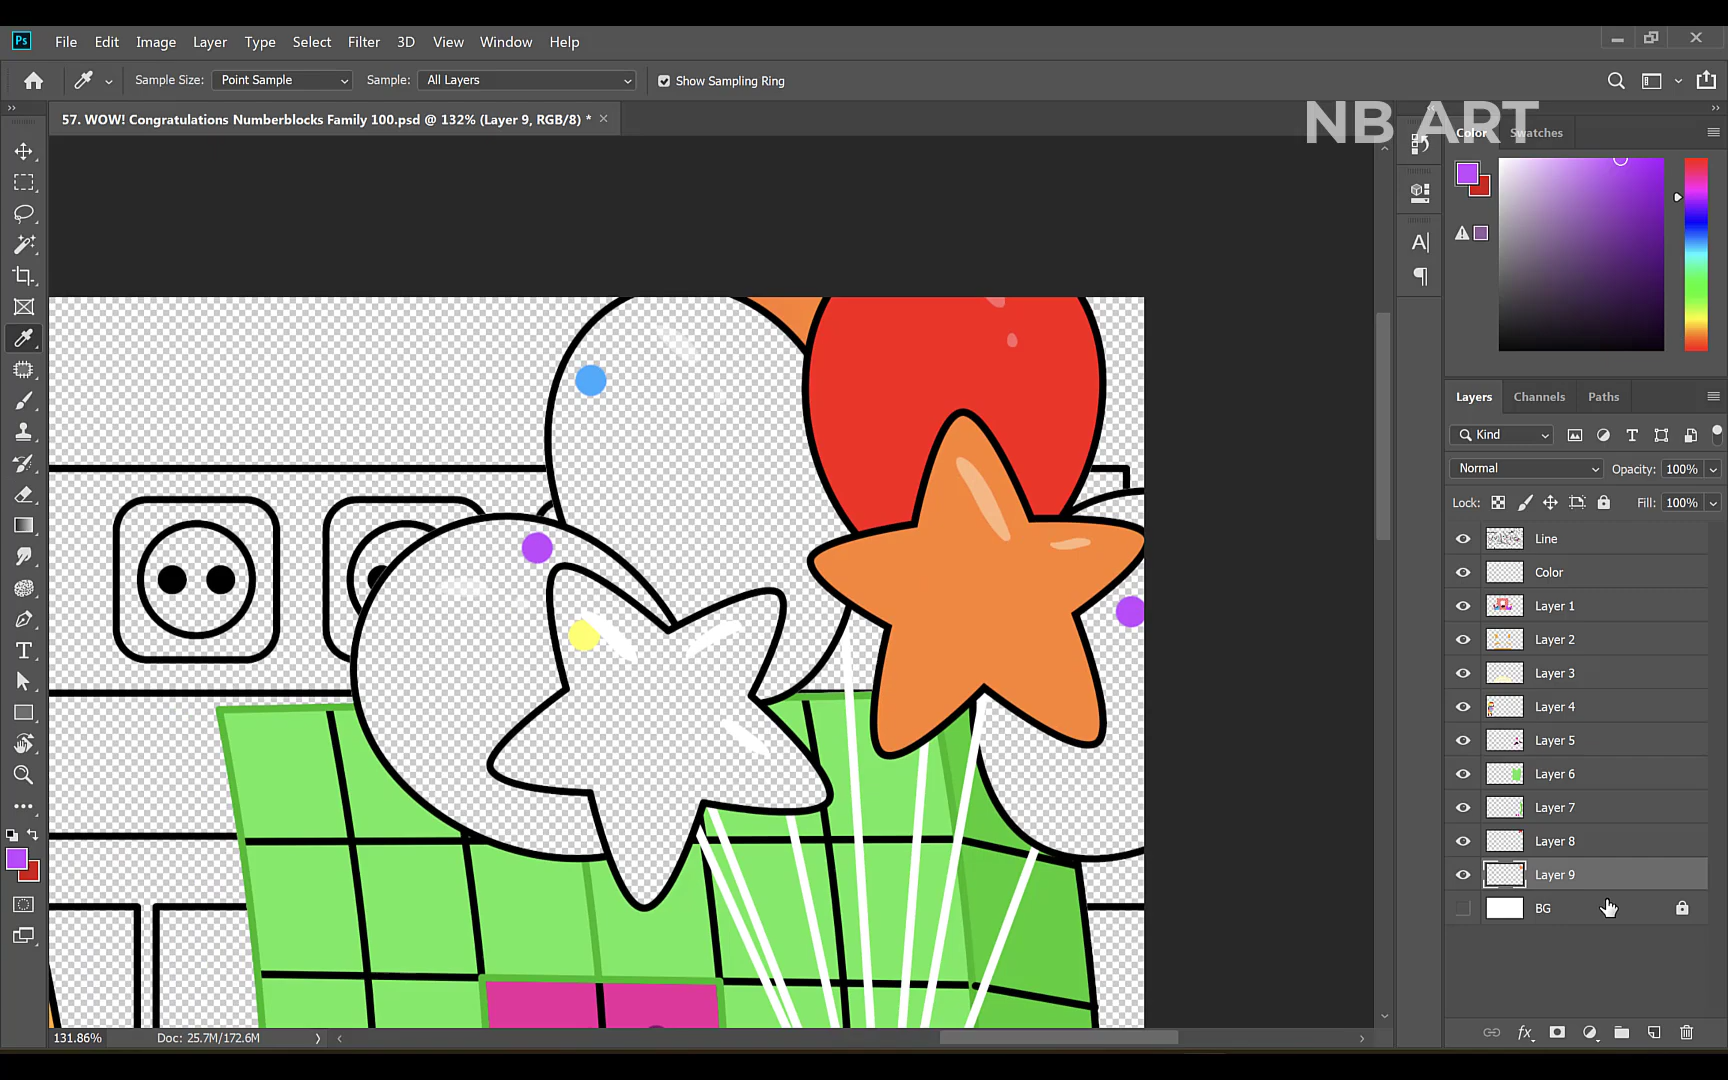 Ps File Edit Image Layer Type Select Filter 3D View Window Help
Sample Size: Point Sample Sample: All Layers Show Sampling Ring
57. WOW! Congratulations Numberblocks Family 100.psd @ 132% (Layer 9, RGB/8) *
NB ART
Color Swatches
Layers Channels Paths
Kind
Normal Opacity: 100%
Lock: Fill: 100%
Line
Color
Layer 1
Layer 2
Layer 3
Layer 4
Layer 5
Layer 6
Layer 7
Layer 8
Layer 9
BG
fx
131.86% Doc: 25.7M/172.6M